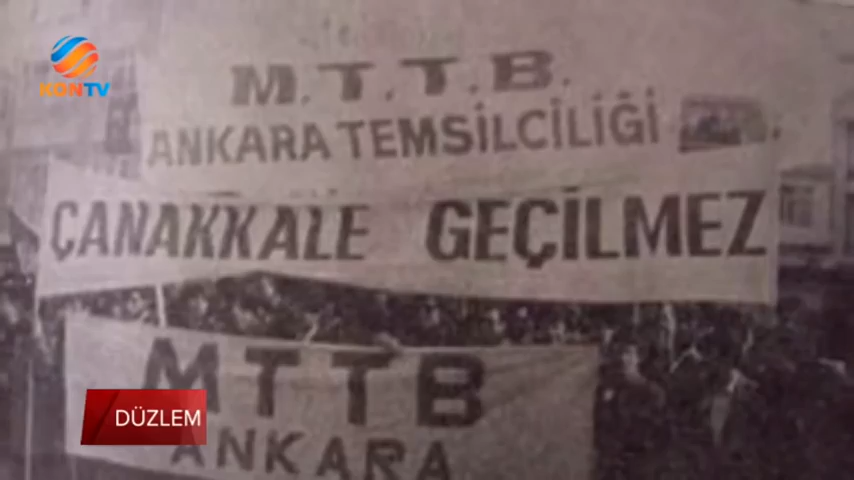 KONTV
M.T.T.B.
ANKARA TEMSİLCİLİĞİ
ÇANAKKALE GEÇİLMEZ
MTTB
ANKARA
DÜZLEM